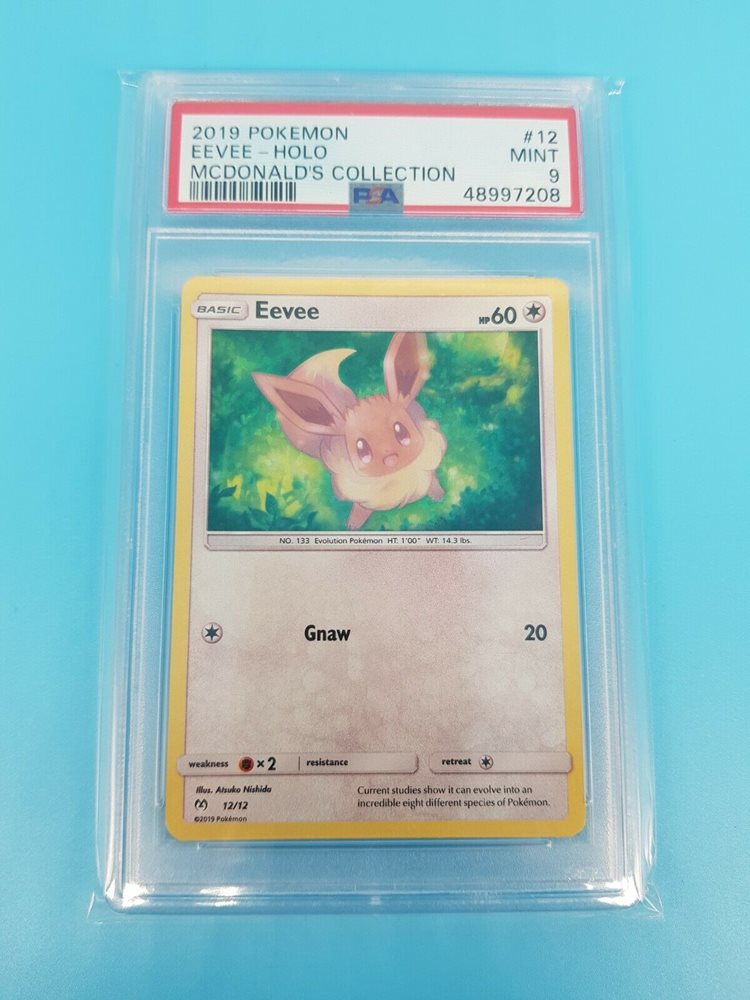 2019 POKEMON #12
EEVEE - HOLO MINT
MCDONALD'S COLLECTION 9
PSA 48997208
BASIC Eevee HP 60
NO. 133 Evolution Pokémon HT: 1'00" WT: 14.3 lbs.
Gnaw 20
weakness ×2 resistance retreat
Illus. Atsuko Nishida
12/12
©2019 Pokémon
Current studies show it can evolve into an
incredible eight different species of Pokémon.